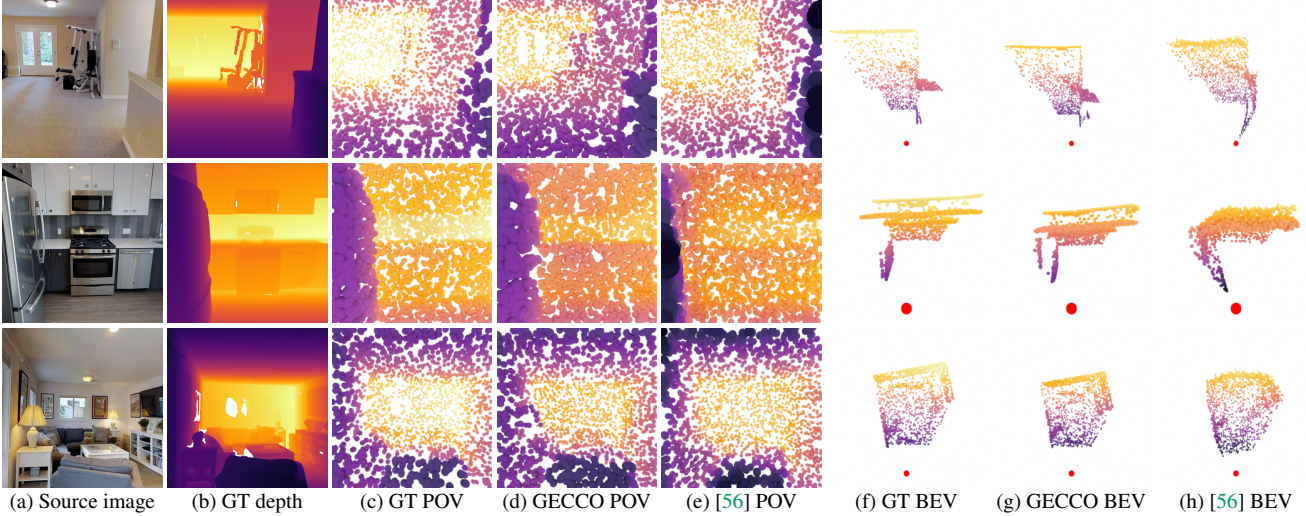 (a) Source image (b) GT depth (c) GT POV (d) GECCO POV (e) [56] POV (f) GT BEV (g) GECCO BEV (h) [56] BEV